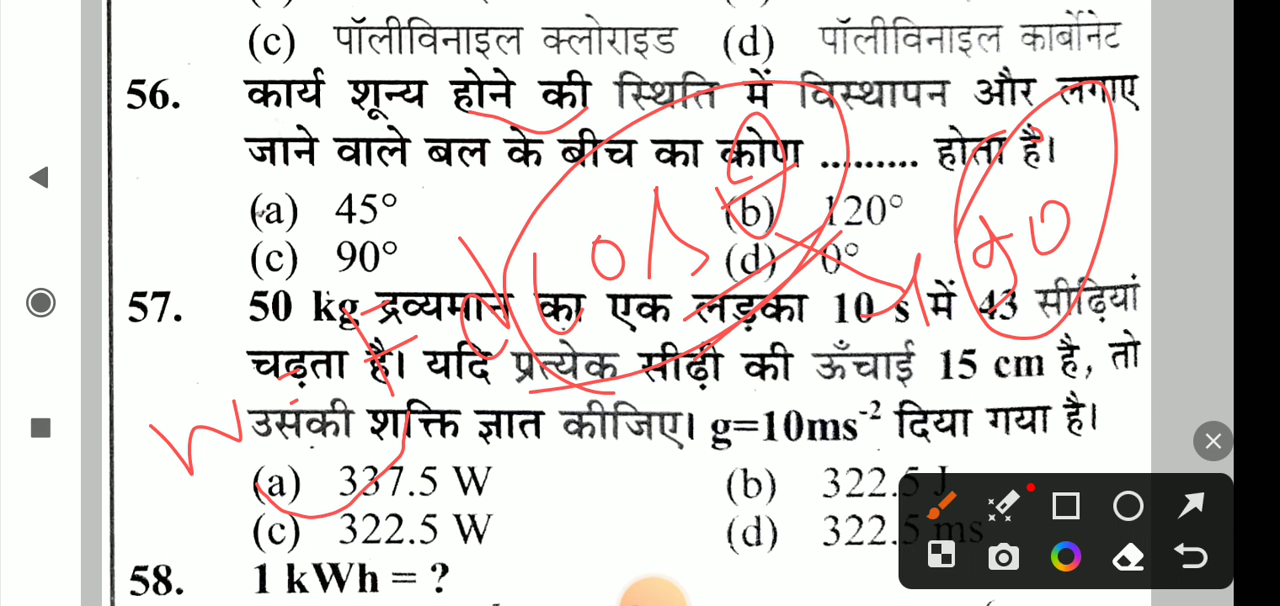 (c) पॉलीविनाइल क्लोराइड (d) पॉलीविनाइल कार्बोनेट
56. कार्य शून्य होने की स्थिति में विस्थापन और लगाए
जाने वाले बल के बीच का कोण ......... होता है।
(a) 45° (b) 120°
(c) 90° (d) 0°
57. 50 kg द्रव्यमान का एक लड़का 10 s में 43 सीढ़ियां
चढ़ता है। यदि प्रत्येक सीढ़ी की ऊँचाई 15 cm है, तो
उसकी शक्ति ज्ञात कीजिए। g=10ms⁻² दिया गया है।
(a) 337.5 W (b) 322.5 J
(c) 322.5 W (d) 322.5 ms
58. 1 kWh = ?
90